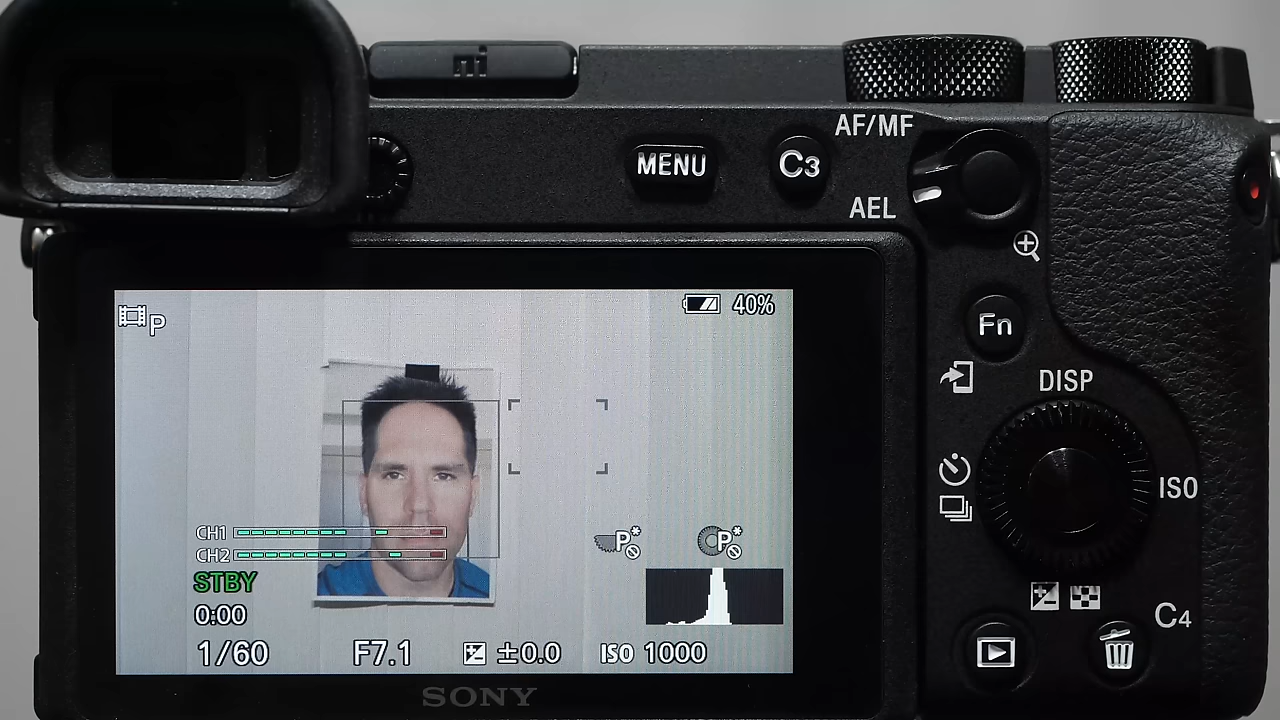 mi
MENU
C3
AF/MF
AEL
P
40%
Fn
DISP
CH1
CH2
P*
P*
ISO
STBY
0:00
1/60 F7.1 ±0.0 ISO 1000
C4
SONY